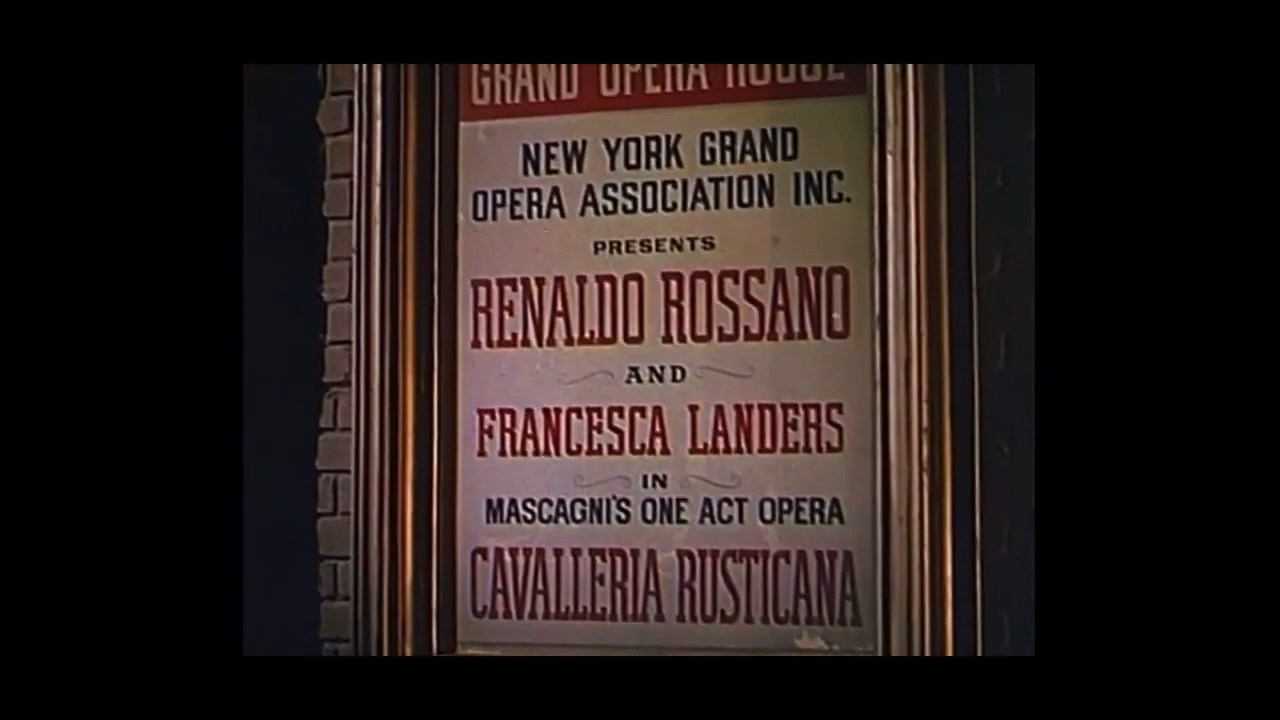 GRAND OPERA HOUSE
NEW YORK GRAND
OPERA ASSOCIATION INC.
PRESENTS
RENALDO ROSSANO
AND
FRANCESCA LANDERS
IN
MASCAGNI'S ONE ACT OPERA
CAVALLERIA RUSTICANA